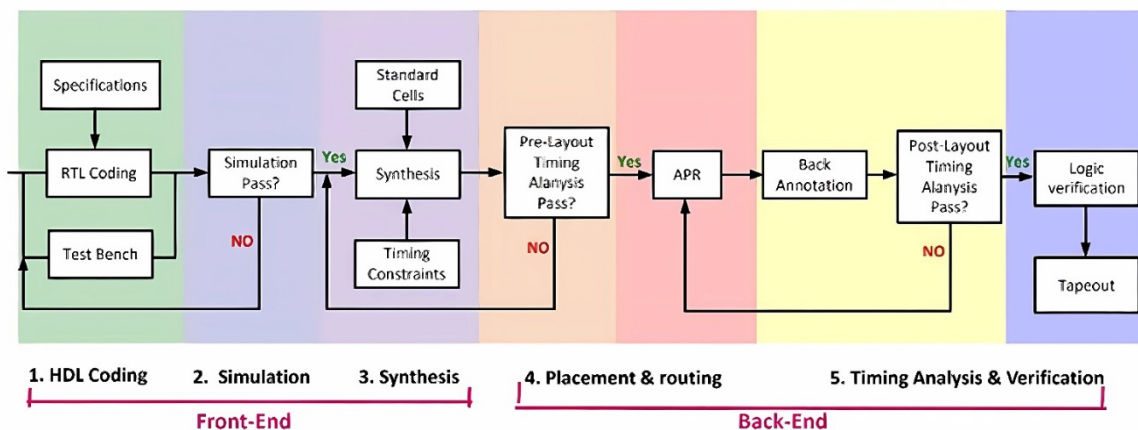 Specifications
RTL Coding
Test Bench
Simulation
Pass?
Yes
NO
Standard
Cells
Synthesis
Timing
Constraints
Pre-Layout
Timing
Alanysis
Pass?
Yes
NO
APR
Back
Annotation
Post-Layout
Timing
Alanysis
Pass?
Yes
NO
Logic
verification
Tapeout
1. HDL Coding
2. Simulation
3. Synthesis
4. Placement & routing
5. Timing Analysis & Verification
Front-End
Back-End